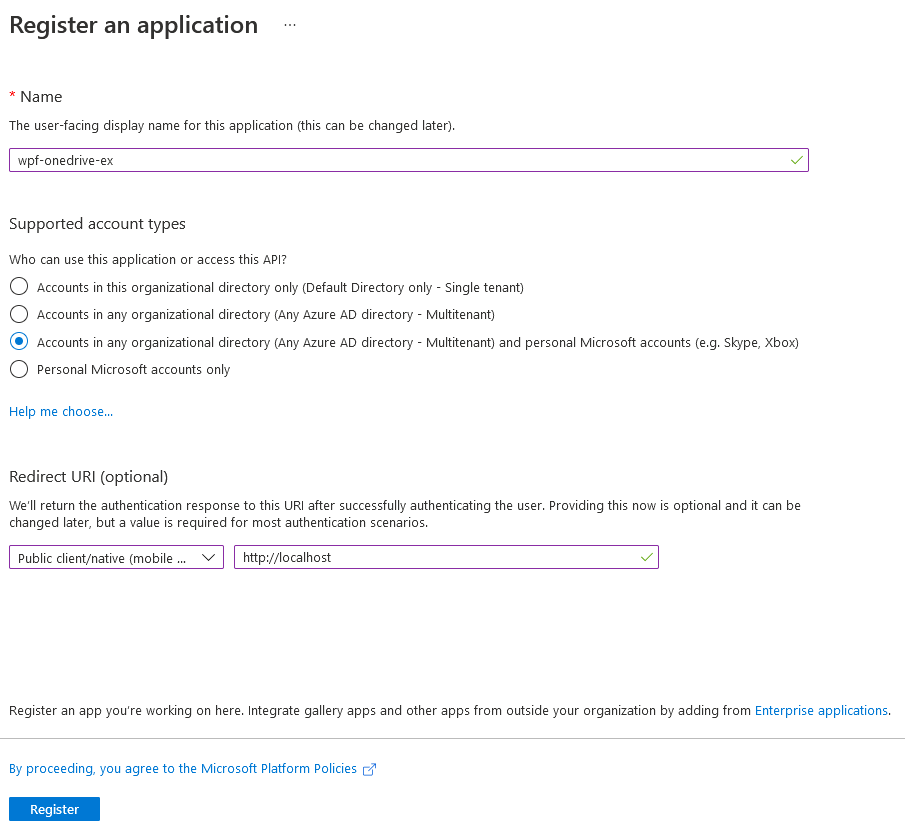 Register an application ...
* Name
The user-facing display name for this application (this can be changed later).
wpf-onedrive-ex
Supported account types
Who can use this application or access this API?
Accounts in this organizational directory only (Default Directory only - Single tenant)
Accounts in any organizational directory (Any Azure AD directory - Multitenant)
Accounts in any organizational directory (Any Azure AD directory - Multitenant) and personal Microsoft accounts (e.g. Skype, Xbox)
Personal Microsoft accounts only
Help me choose...
Redirect URI (optional)
We'll return the authentication response to this URI after successfully authenticating the user. Providing this now is optional and it can be
changed later, but a value is required for most authentication scenarios.
Public client/native (mobile ... http://localhost
Register an app you're working on here. Integrate gallery apps and other apps from outside your organization by adding from Enterprise applications.
By proceeding, you agree to the Microsoft Platform Policies
Register